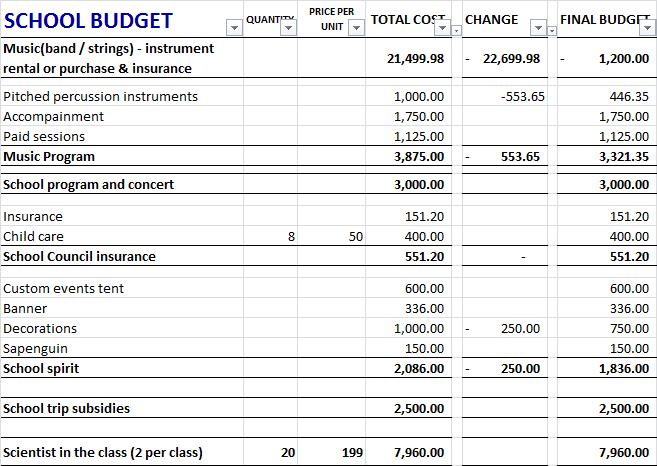 SCHOOL BUDGET QUANTITY PRICE PER UNIT TOTAL COST CHANGE FINAL BUDGET
Music(band / strings) - instrument
rental or purchase & insurance 21,499.98 - 22,699.98 - 1,200.00
Pitched percussion instruments 1,000.00 -553.65 446.35
Accompainment 1,750.00 1,750.00
Paid sessions 1,125.00 1,125.00
Music Program 3,875.00 - 553.65 3,321.35
School program and concert 3,000.00 3,000.00
Insurance 151.20 151.20
Child care 8 50 400.00 400.00
School Council insurance 551.20 - 551.20
Custom events tent 600.00 600.00
Banner 336.00 336.00
Decorations 1,000.00 - 250.00 750.00
Sapenguin 150.00 150.00
School spirit 2,086.00 - 250.00 1,836.00
School trip subsidies 2,500.00 2,500.00
Scientist in the class (2 per class) 20 199 7,960.00 7,960.00